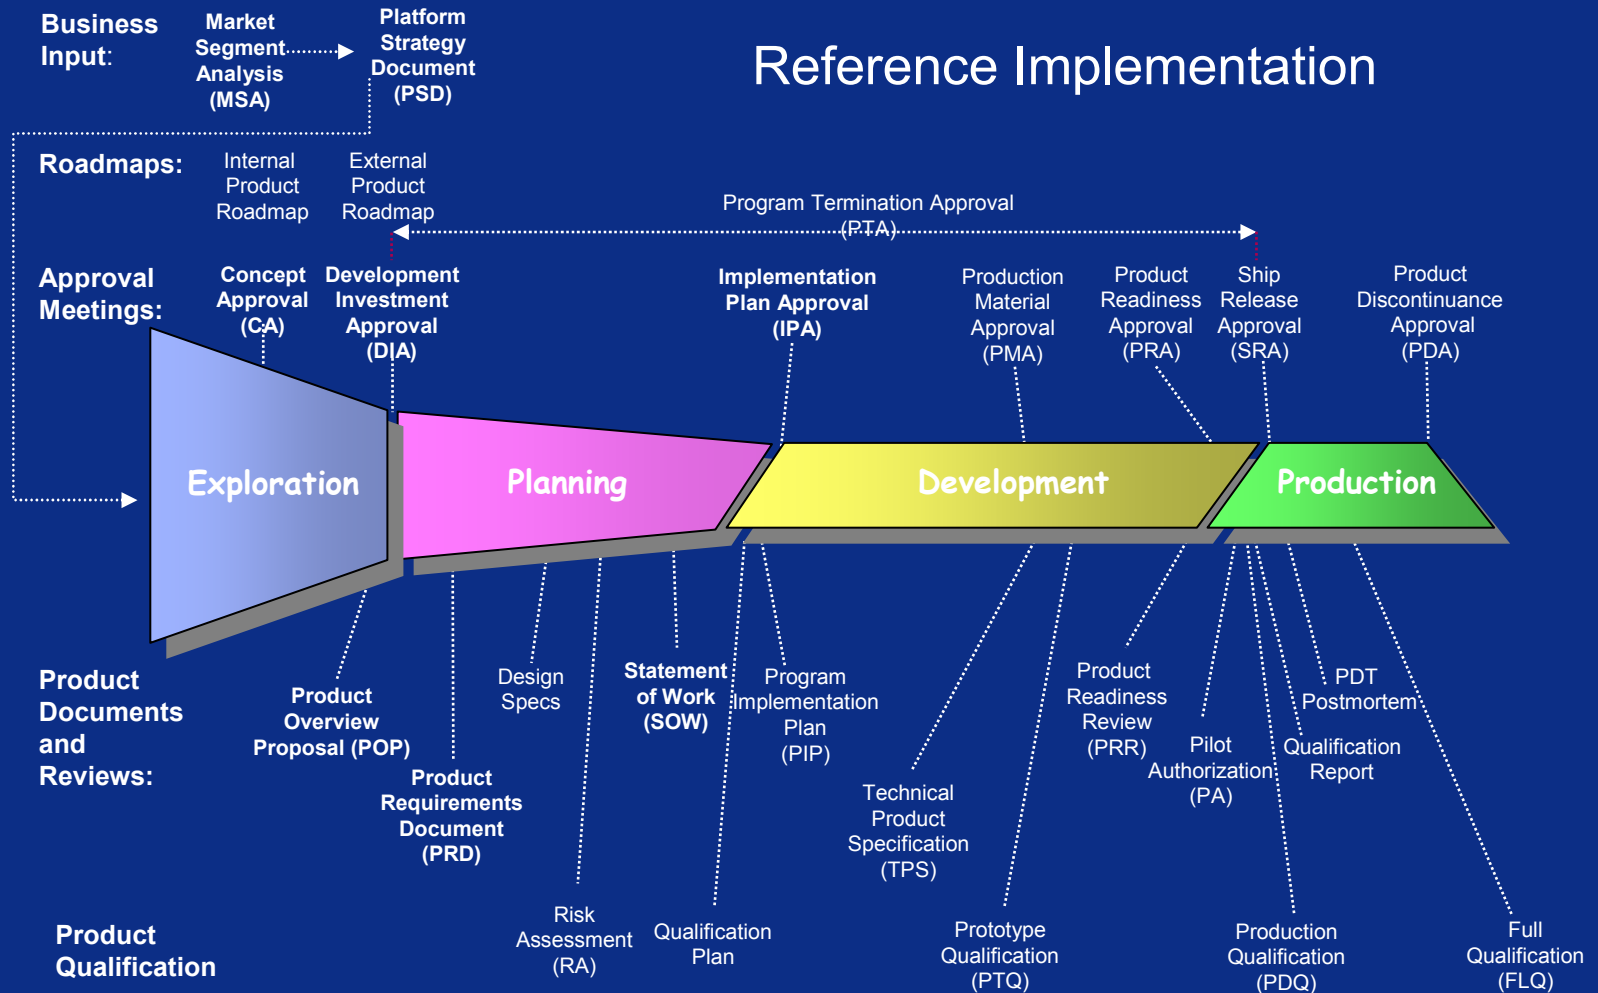 Reference Implementation
Business
Input:
Market
Segment
Analysis
(MSA)
Platform
Strategy
Document
(PSD)
Roadmaps:
Internal
Product
Roadmap
External
Product
Roadmap
Program Termination Approval
(PTA)
Approval
Meetings:
Concept
Approval
(CA)
Development
Investment
Approval
(DIA)
Implementation
Plan Approval
(IPA)
Production
Material
Approval
(PMA)
Product
Readiness
Approval
(PRA)
Ship
Release
Approval
(SRA)
Product
Discontinuance
Approval
(PDA)
Exploration
Planning
Development
Production
Product
Documents
and
Reviews:
Product
Overview
Proposal (POP)
Product
Requirements
Document
(PRD)
Design
Specs
Statement
of Work
(SOW)
Program
Implementation
Plan
(PIP)
Technical
Product
Specification
(TPS)
Product
Readiness
Review
(PRR)
Pilot
Authorization
(PA)
PDT
Postmortem
Qualification
Report
Product
Qualification
Risk
Assessment
(RA)
Qualification
Plan
Prototype
Qualification
(PTQ)
Production
Qualification
(PDQ)
Full
Qualification
(FLQ)